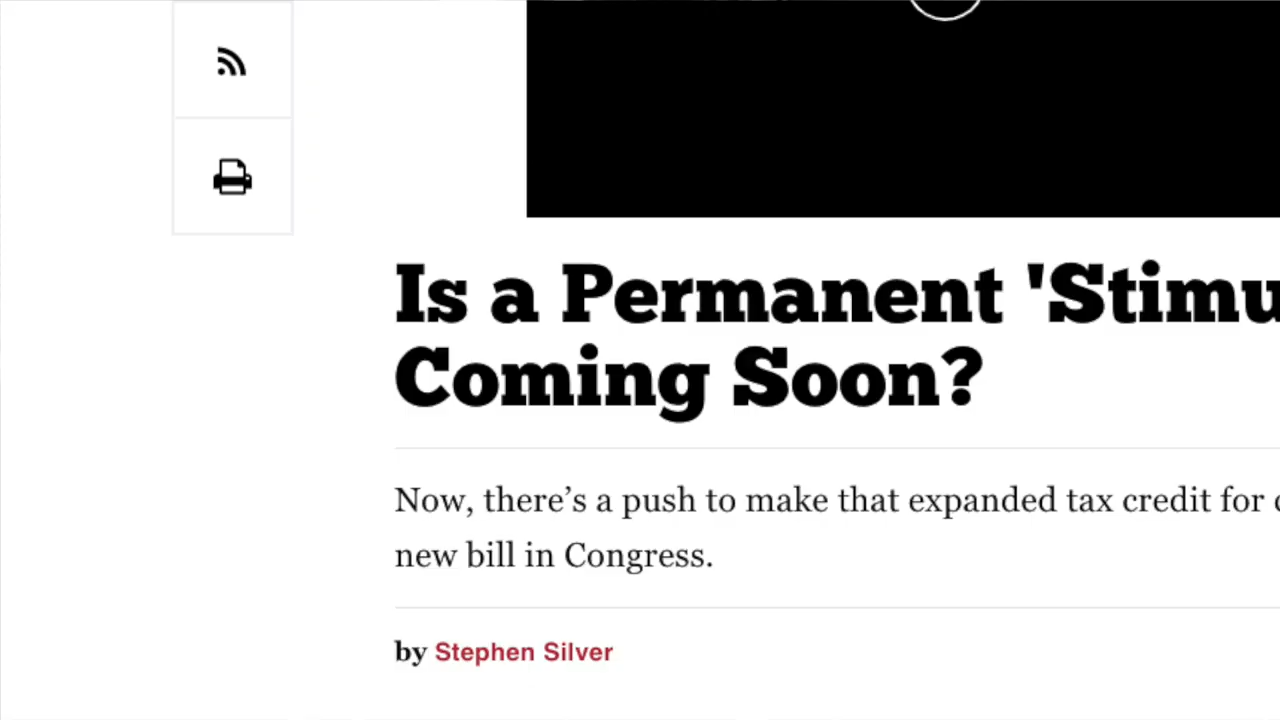 Is a Permanent 'Stimu
Coming Soon?
Now, there’s a push to make that expanded tax credit for
new bill in Congress.
by Stephen Silver